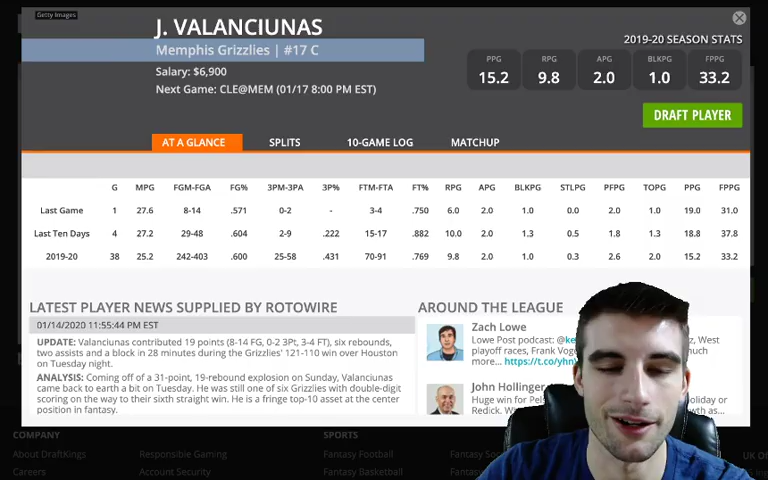 Getty Images
J. VALANCIUNAS
Memphis Grizzlies | #17 C
Salary: $6,900
Next Game: CLE@MEM (01/17 8:00 PM EST)
2019-20 SEASON STATS
PPG RPG APG BLKPG FPPG
15.2 9.8 2.0 1.0 33.2
DRAFT PLAYER
AT A GLANCE SPLITS 10-GAME LOG MATCHUP
G MPG FGM-FGA FG% 3PM-3PA 3P% FTM-FTA FT% RPG APG BLKPG STLPG PFPG TOPG PPG FPPG
Last Game 1 27.6 8-14 .571 0-2 - 3-4 .750 6.0 2.0 1.0 0.0 2.0 1.0 19.0 31.0
Last Ten Days 4 27.2 29-48 .604 2-9 .222 15-17 .882 10.0 2.0 1.3 0.5 1.8 1.3 18.8 37.8
2019-20 38 25.2 242-403 .600 25-58 .431 70-91 .769 9.8 2.0 1.0 0.3 2.6 2.0 15.2 33.2
LATEST PLAYER NEWS SUPPLIED BY ROTOWIRE
01/14/2020 11:55:44 PM EST
UPDATE: Valanciunas contributed 19 points (8-14 FG, 0-2 3Pt, 3-4 FT), six rebounds,
two assists and a block in 28 minutes during the Grizzlies' 121-110 win over Houston
on Tuesday night.
ANALYSIS: Coming off of a 31-point, 19-rebound explosion on Sunday, Valanciunas
came back to earth a bit on Tuesday. He was still one of six Grizzlies with double-digit
scoring on the way to their sixth straight win. He is a fringe top-10 asset at the center
position in fantasy.
AROUND THE LEAGUE
Zach Lowe
Lowe Post podcast: West
playoff races, Frank much
more... https://t.co/yhn
John Hollinger
Huge win for
Redick.
COMPANY SPORTS
About DraftKings Responsible Gaming Fantasy Football Fantasy
Careers Account Security Fantasy Basketball Fantasy